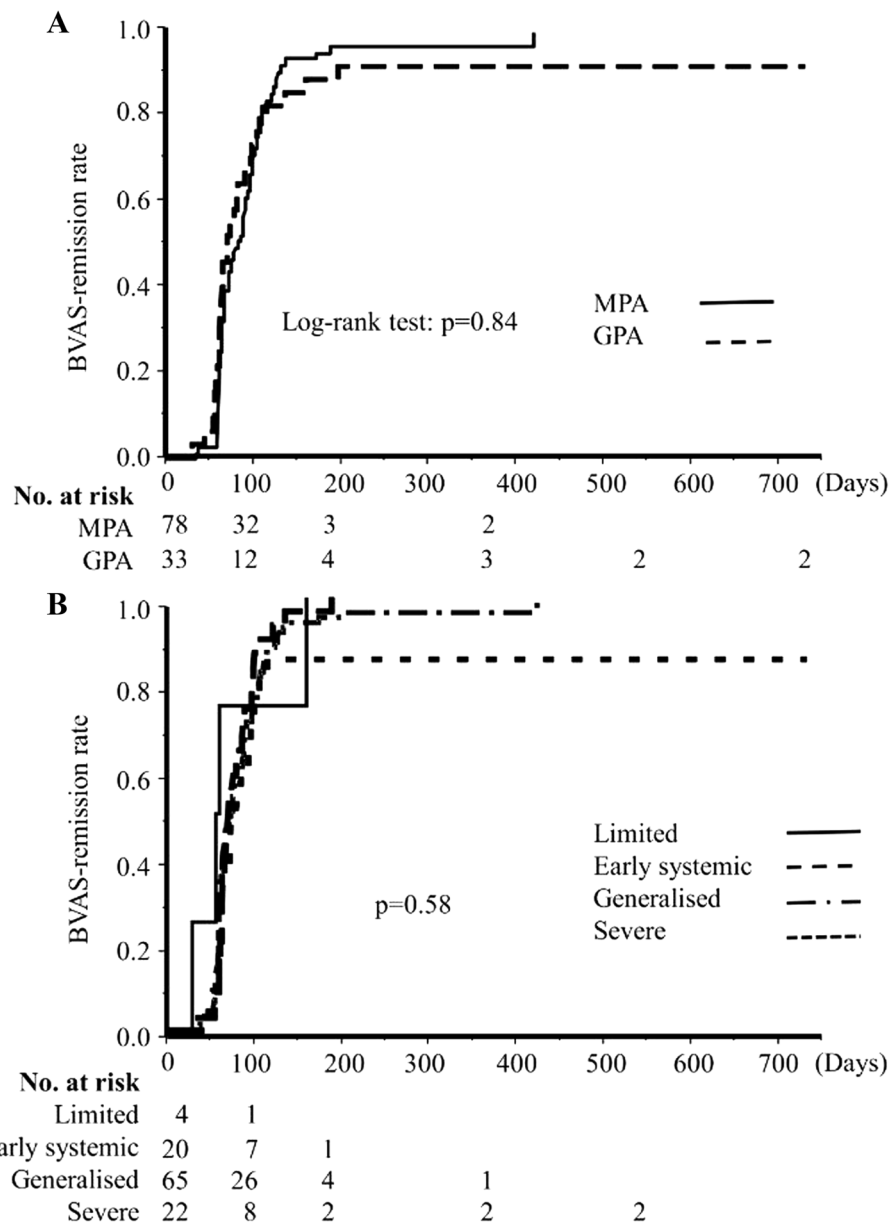 A
1.0
0.8
0.6
0.4
0.2
0.0
BVAS-remission rate
Log-rank test: p=0.84
MPA
GPA
0 100 200 300 400 500 600 700 (Days)
No. at risk
MPA 78 32 3 2
GPA 33 12 4 3 2 2
B
1.0
0.8
0.6
0.4
0.2
0.0
BVAS-remission rate
p=0.58
Limited
Early systemic
Generalised
Severe
0 100 200 300 400 500 600 700 (Days)
No. at risk
Limited 4 1
arly systemic 20 7 1
Generalised 65 26 4 1
Severe 22 8 2 2 2